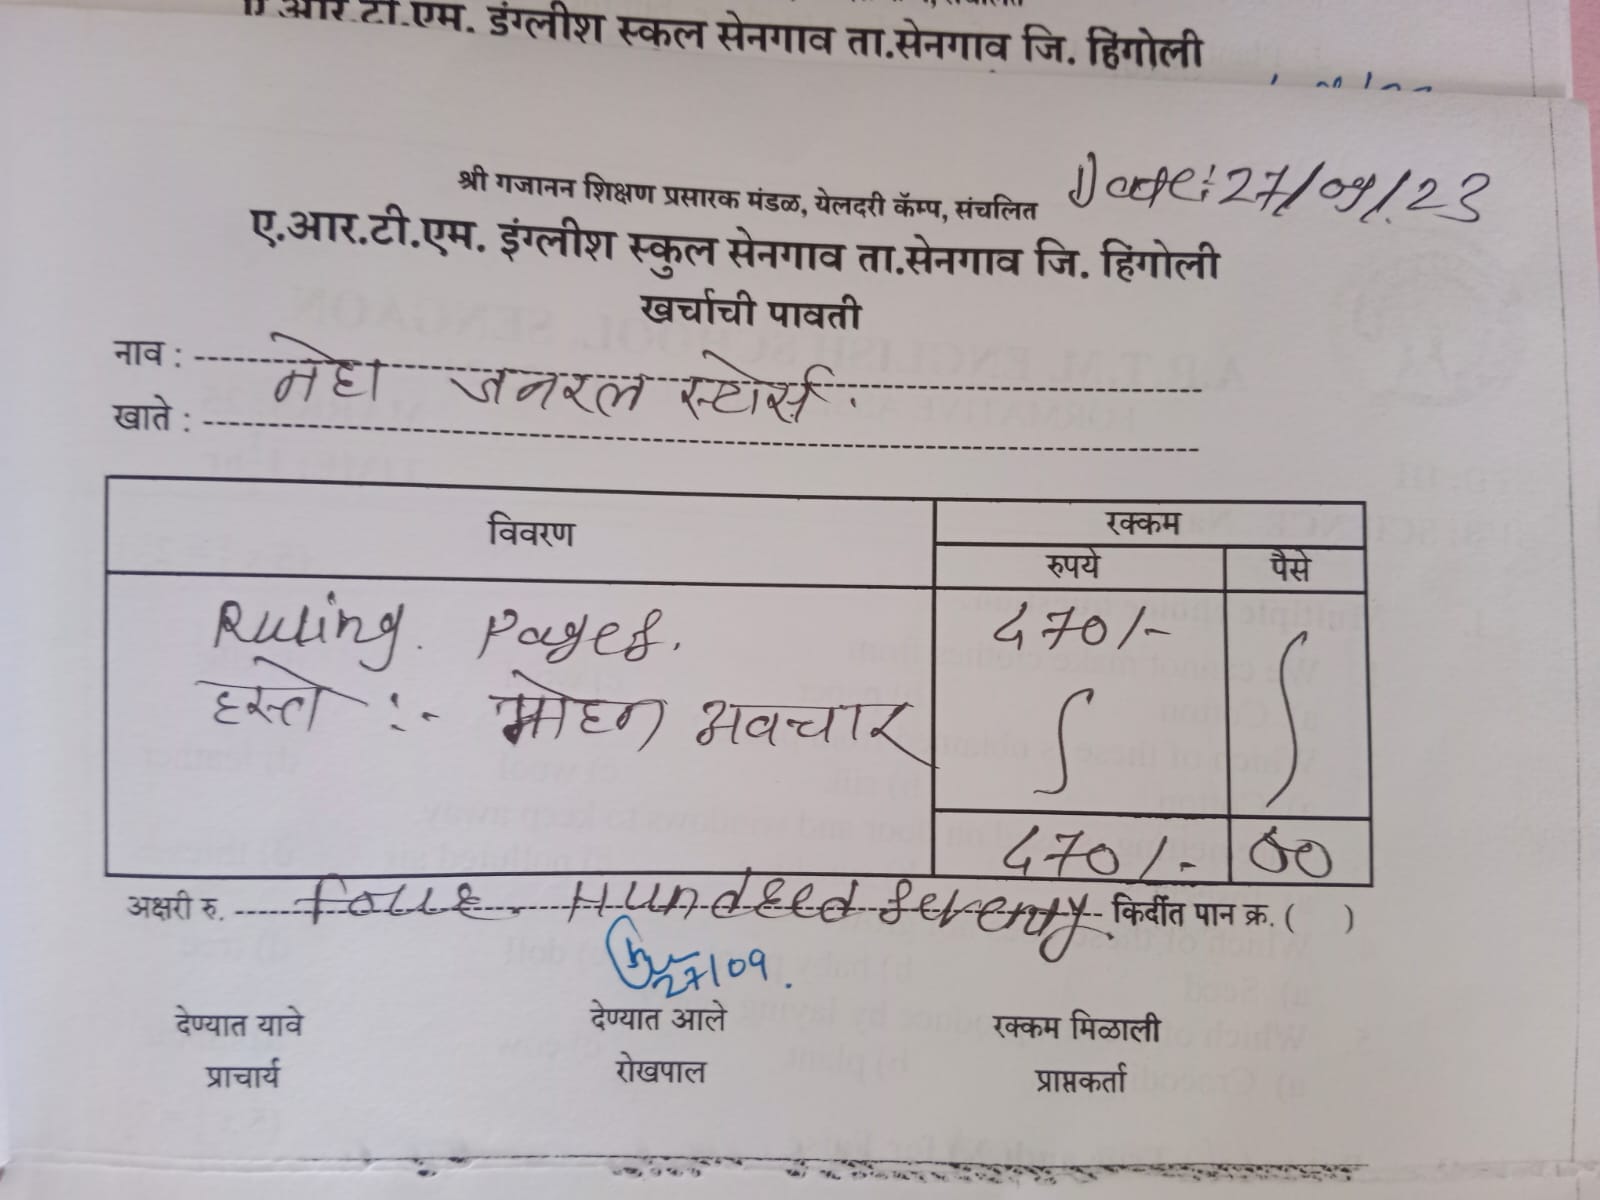 ए.आर.टी.एम. इंग्लीश स्कुल सेनगाव ता.सेनगाव जि. हिंगोली
Date: 27/09/23
श्री गजानन शिक्षण प्रसारक मंडळ, येलदरी कॅम्प, संचलित
ए.आर.टी.एम. इंग्लीश स्कुल सेनगाव ता.सेनगाव जि. हिंगोली
खर्चाची पावती
नाव : नेहा जनरल स्टोर्स.
खाते :
विवरण रक्कम
रुपये पैसे
Ruling. Pages. 470/-
हस्ते :- मोहन अवचार
470/- 00
अक्षरी रु. Four Hundred Seventy. किर्दीत पान क्र. ( )
27/09.
देण्यात यावे देण्यात आले रक्कम मिळाली
प्राचार्य रोखपाल प्राप्तकर्ता